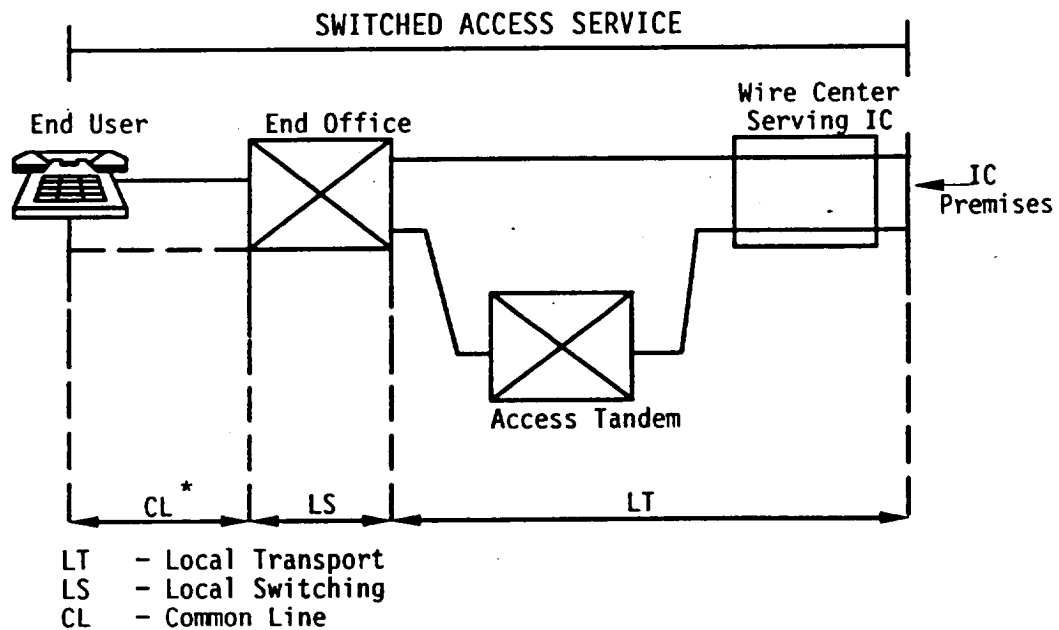 SWITCHED ACCESS SERVICE
Wire Center
Serving IC
End User
End Office
IC
Premises
Access Tandem
CL *
LS
LT
LT - Local Transport
LS - Local Switching
CL - Common Line